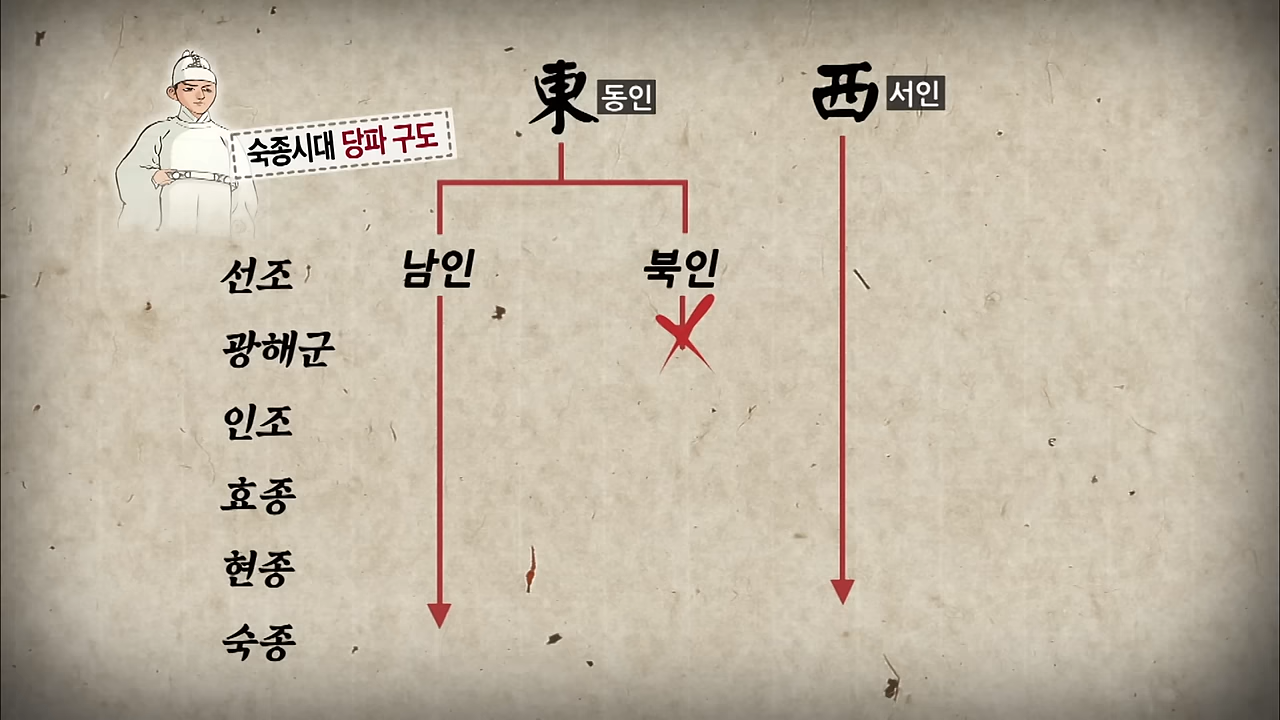 東 동인
西 서인
숙종시대 당파 구도
남인
북인
선조
광해군
인조
효종
현종
숙종